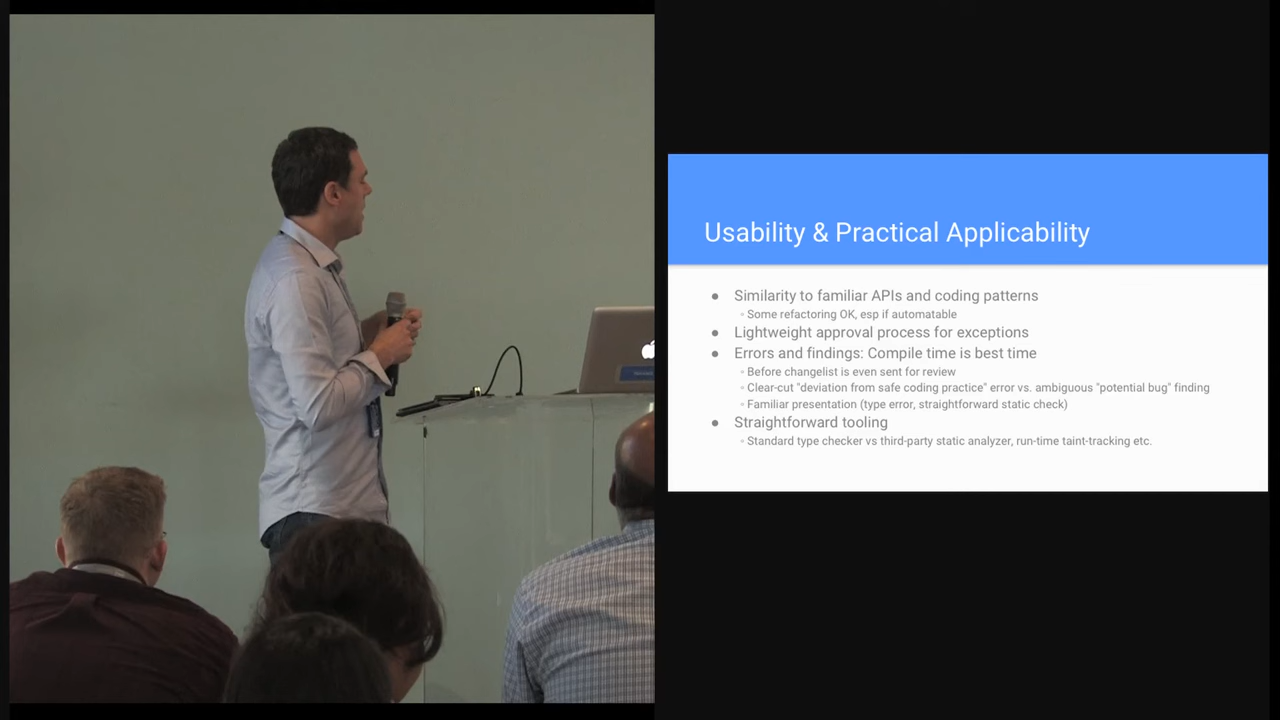 Usability & Practical Applicability
Similarity to familiar APIs and coding patterns
Some refactoring OK, esp if automatable
Lightweight approval process for exceptions
Errors and findings: Compile time is best time
Before changelist is even sent for review
Clear-cut "deviation from safe coding practice" error vs. ambiguous "potential bug" finding
Familiar presentation (type error, straightforward static check)
Straightforward tooling
Standard type checker vs third-party static analyzer, run-time taint-tracking etc.